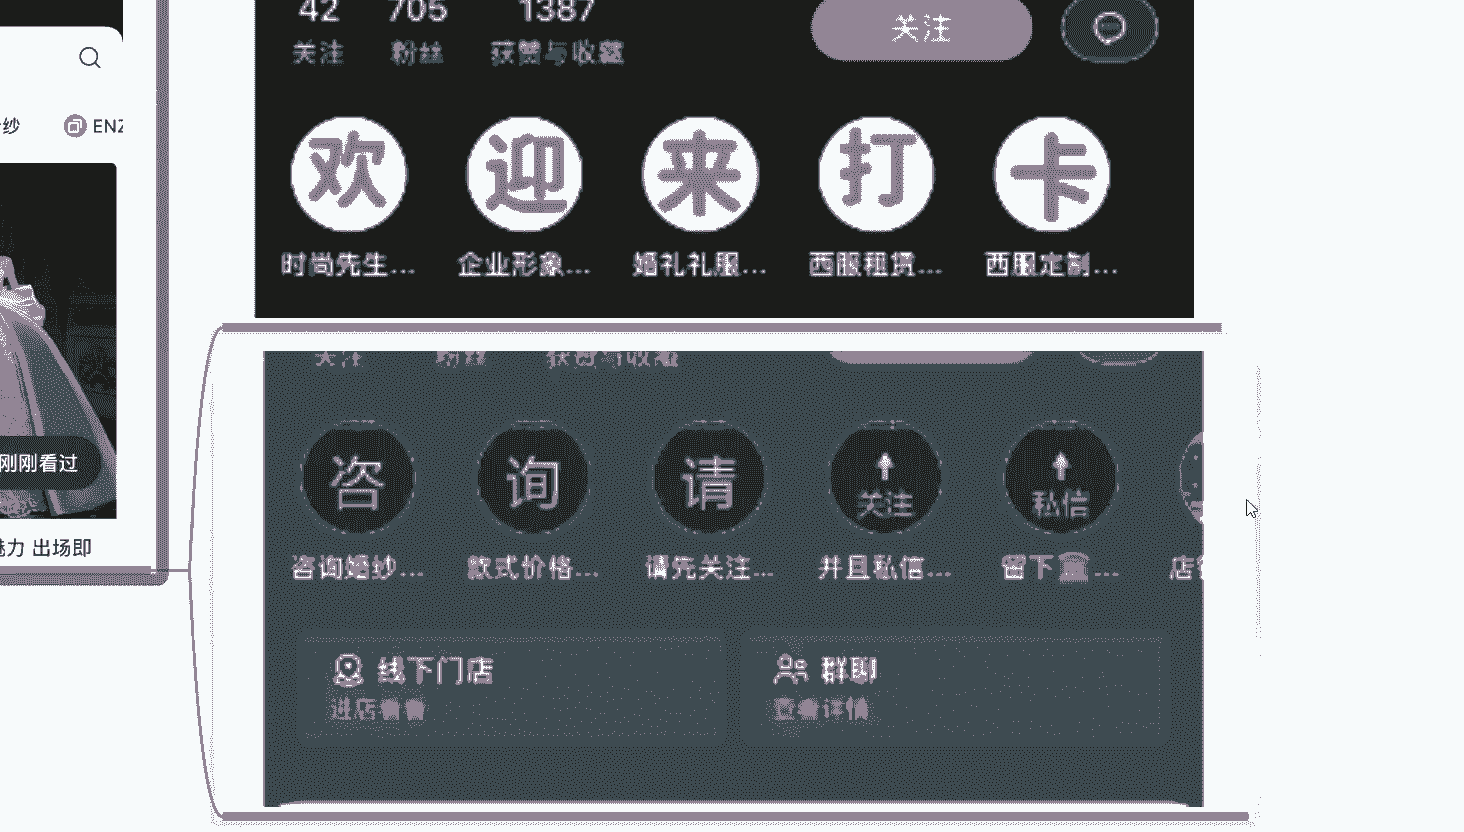 42 705 1387
关注 粉丝 获赞与收藏
关注
纱 ENZ
欢 迎 来 打 卡
时尚先生... 企业形象... 婚礼礼服... 西服租赁... 西服定制...
关注 粉丝 获赞与收藏
咨 询 请 关注 私信
刚刚看过
魅力 出场即
咨询婚纱... 款式价格... 请先关注... 并且私信... 留下 ... 店
线下门店 群聊
进店看看 查看详情